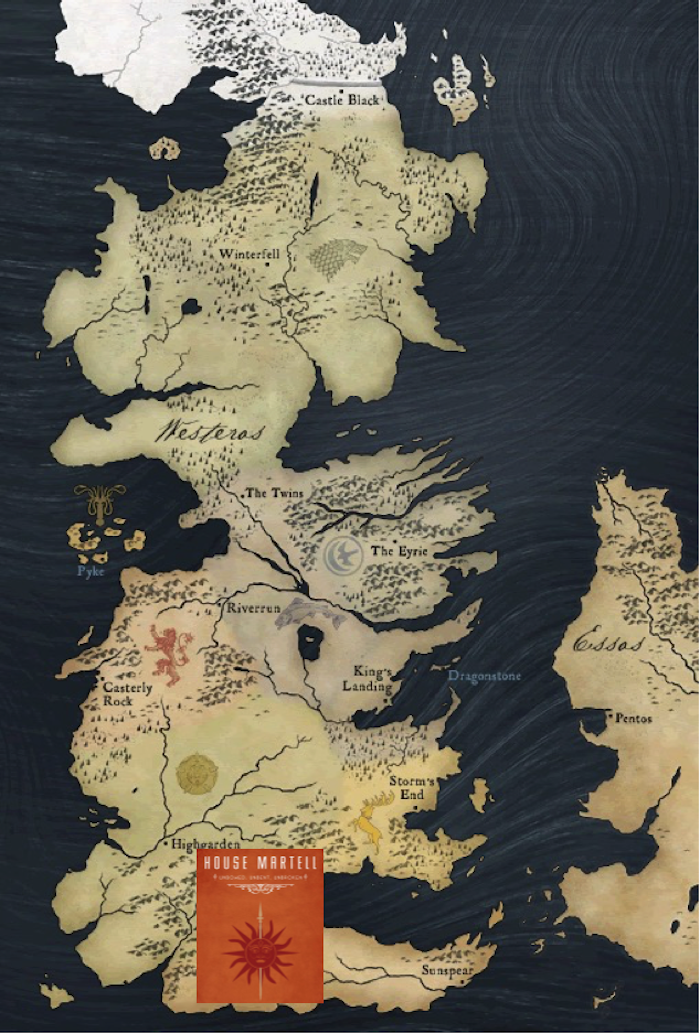 Castle Black
Winterfell
Westeros
The Twins
The Eyrie
Pyke
Riverrun
Essos
King's
Landing
Dragonstone
Casterly
Rock
Pentos
Storm's
End
Highgarden
HOUSE MARTELL
UNBOWED, UNBENT, UNBROKEN
Sunspear